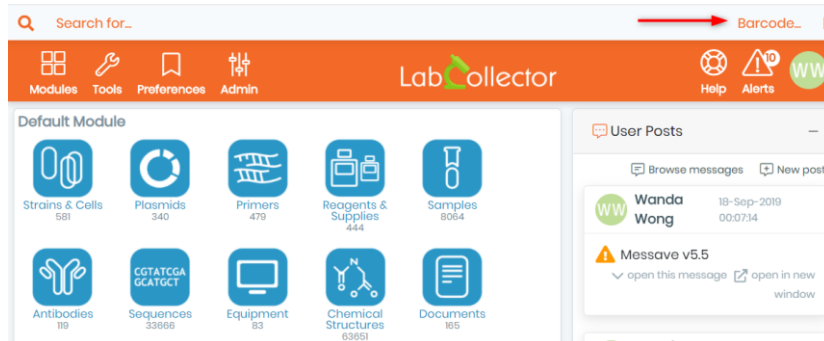 Search for...
Barcode...
Modules Tools Preferences Admin
LabCollector
Help Alerts
10
WW
Default Module
Strains & Cells
581
Plasmids
340
Primers
479
Reagents &
Supplies
444
Samples
8064
Antibodies
119
CGTATCGA
GCATGCT
Sequences
33666
Equipment
83
Y N
Chemical
Structures
63651
Documents
165
User Posts
Browse messages New post
WW
Wanda
Wong
18-Sep-2019
00:07:14
Messave v5.5
open this message open in new
window